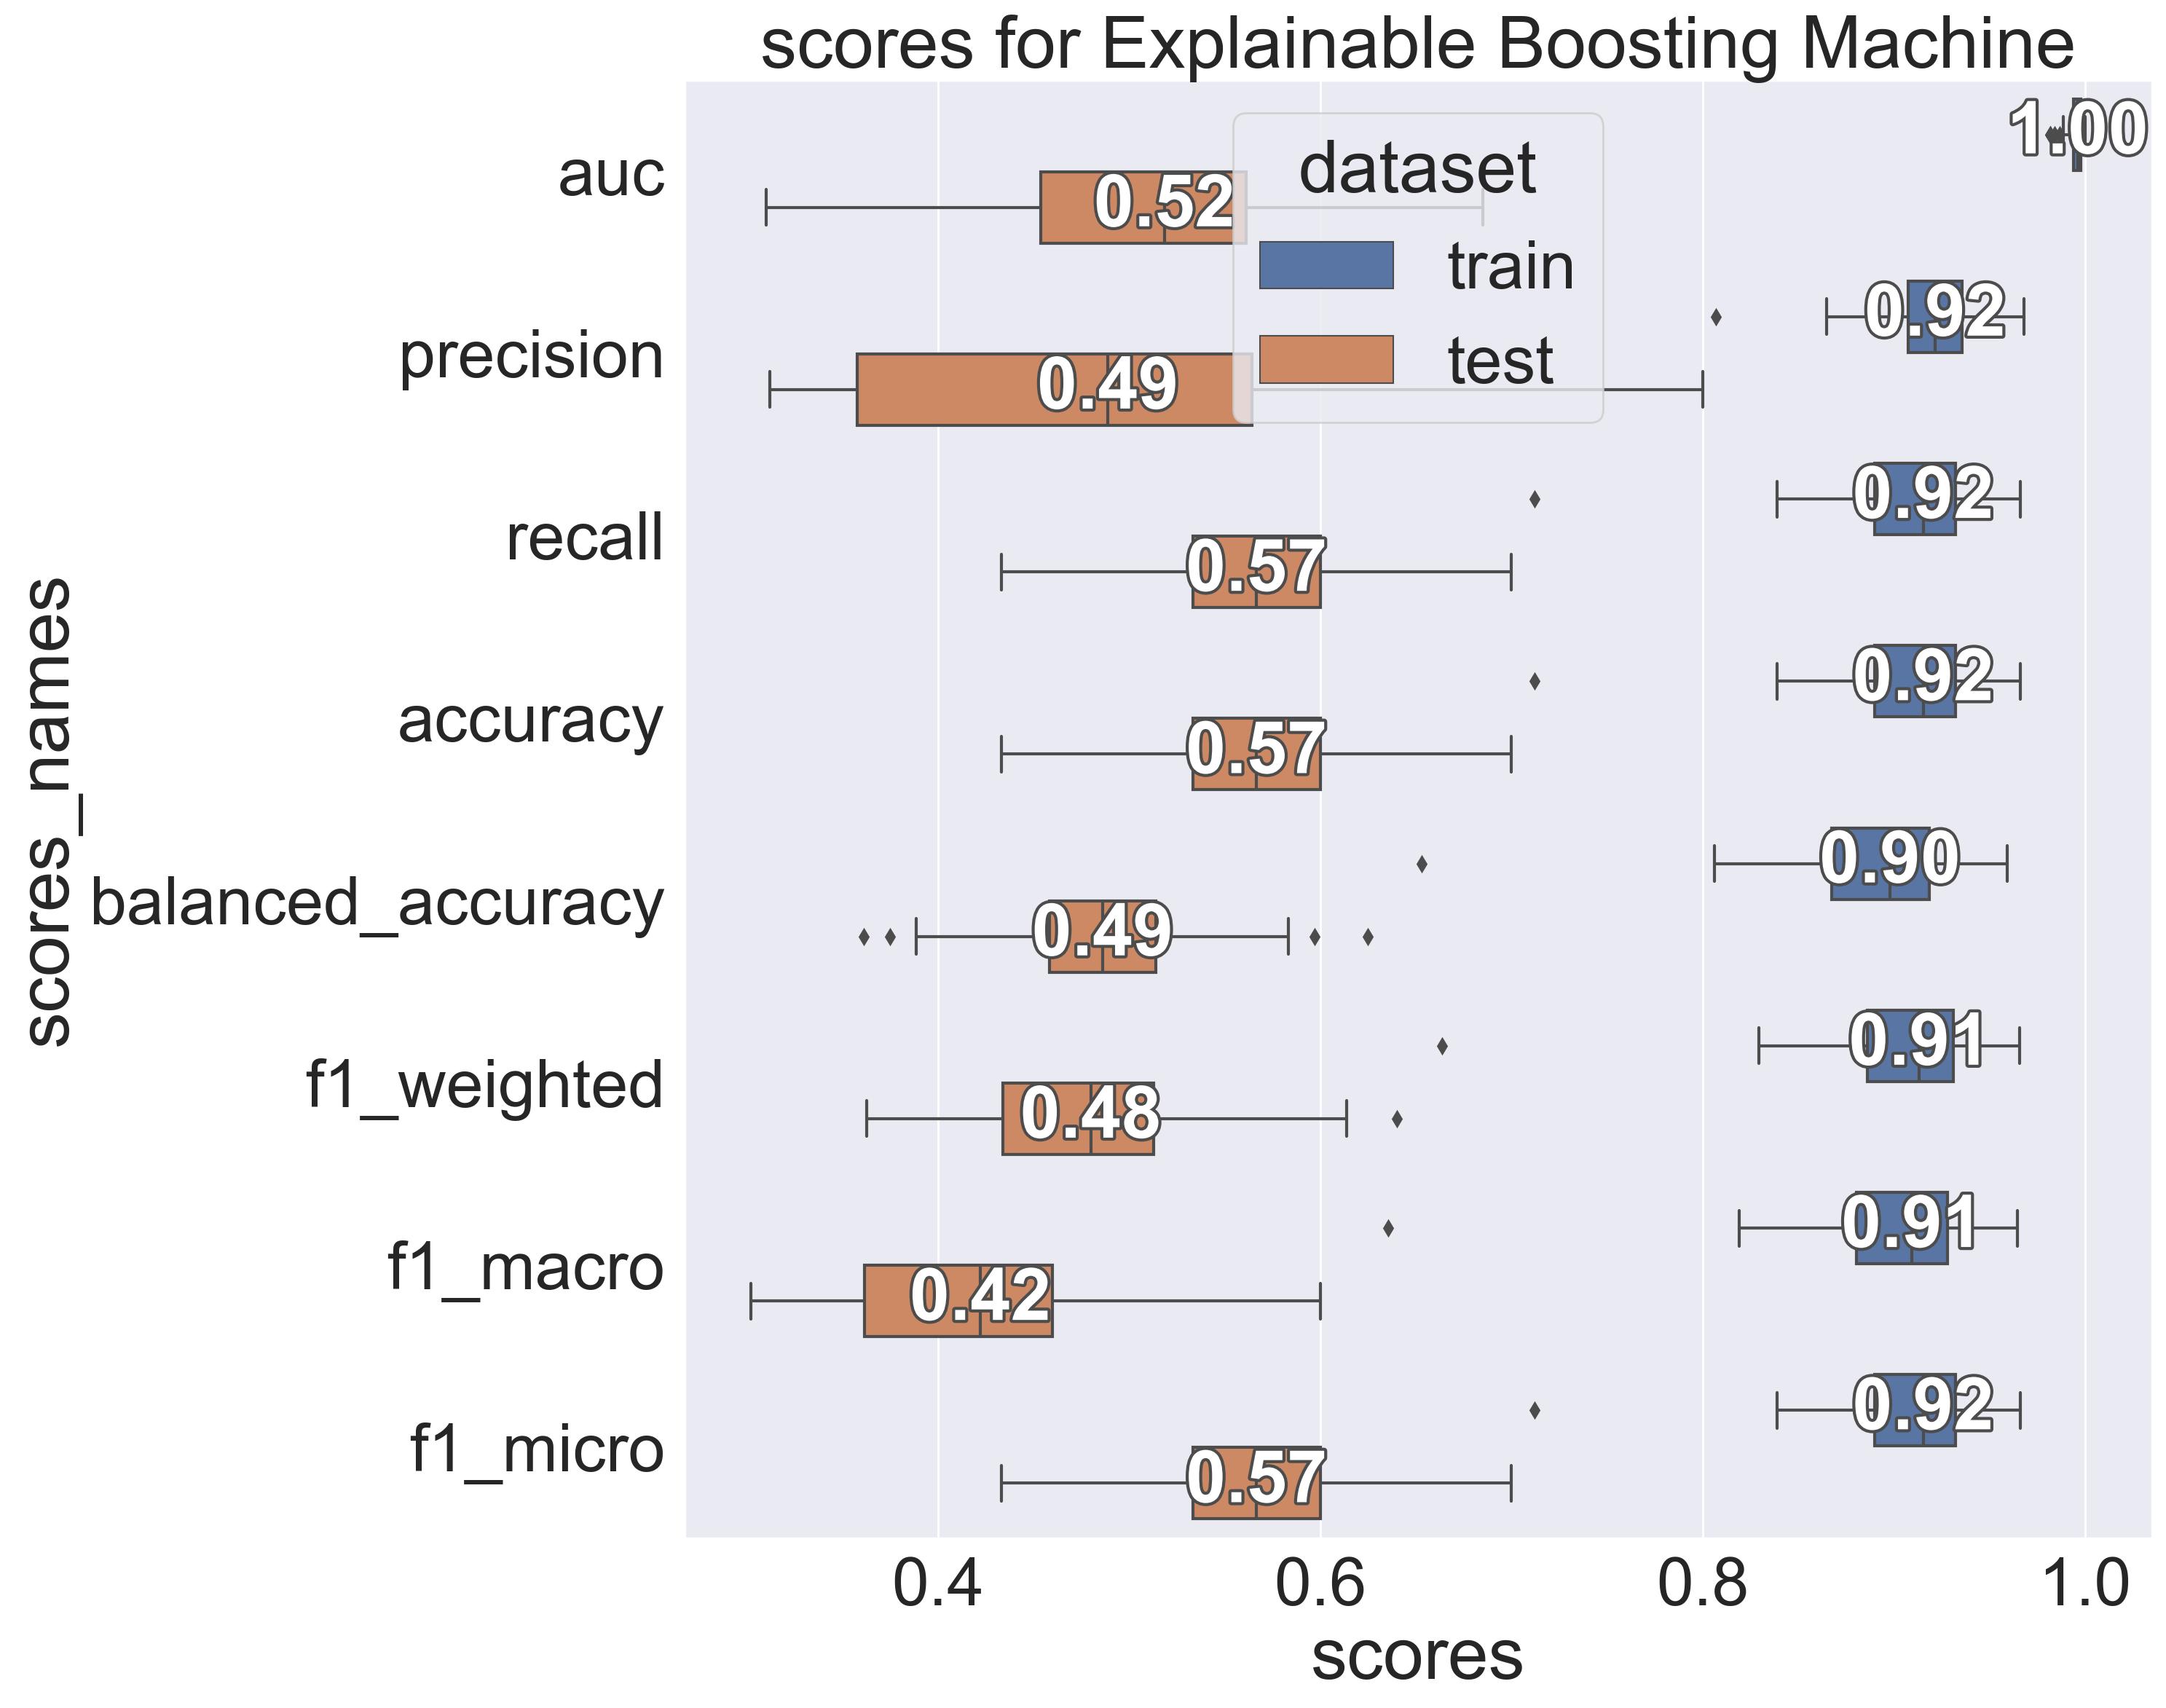 scores for Explainable Boosting Machine
auc
precision
recall
accuracy
balanced_accuracy
f1_weighted
f1_macro
f1_micro
scores_names
dataset
train
test
1.00
0.52
0.92
0.49
0.92
0.57
0.92
0.57
0.90
0.49
0.91
0.48
0.91
0.42
0.92
0.57
0.4 0.6 0.8 1.0
scores